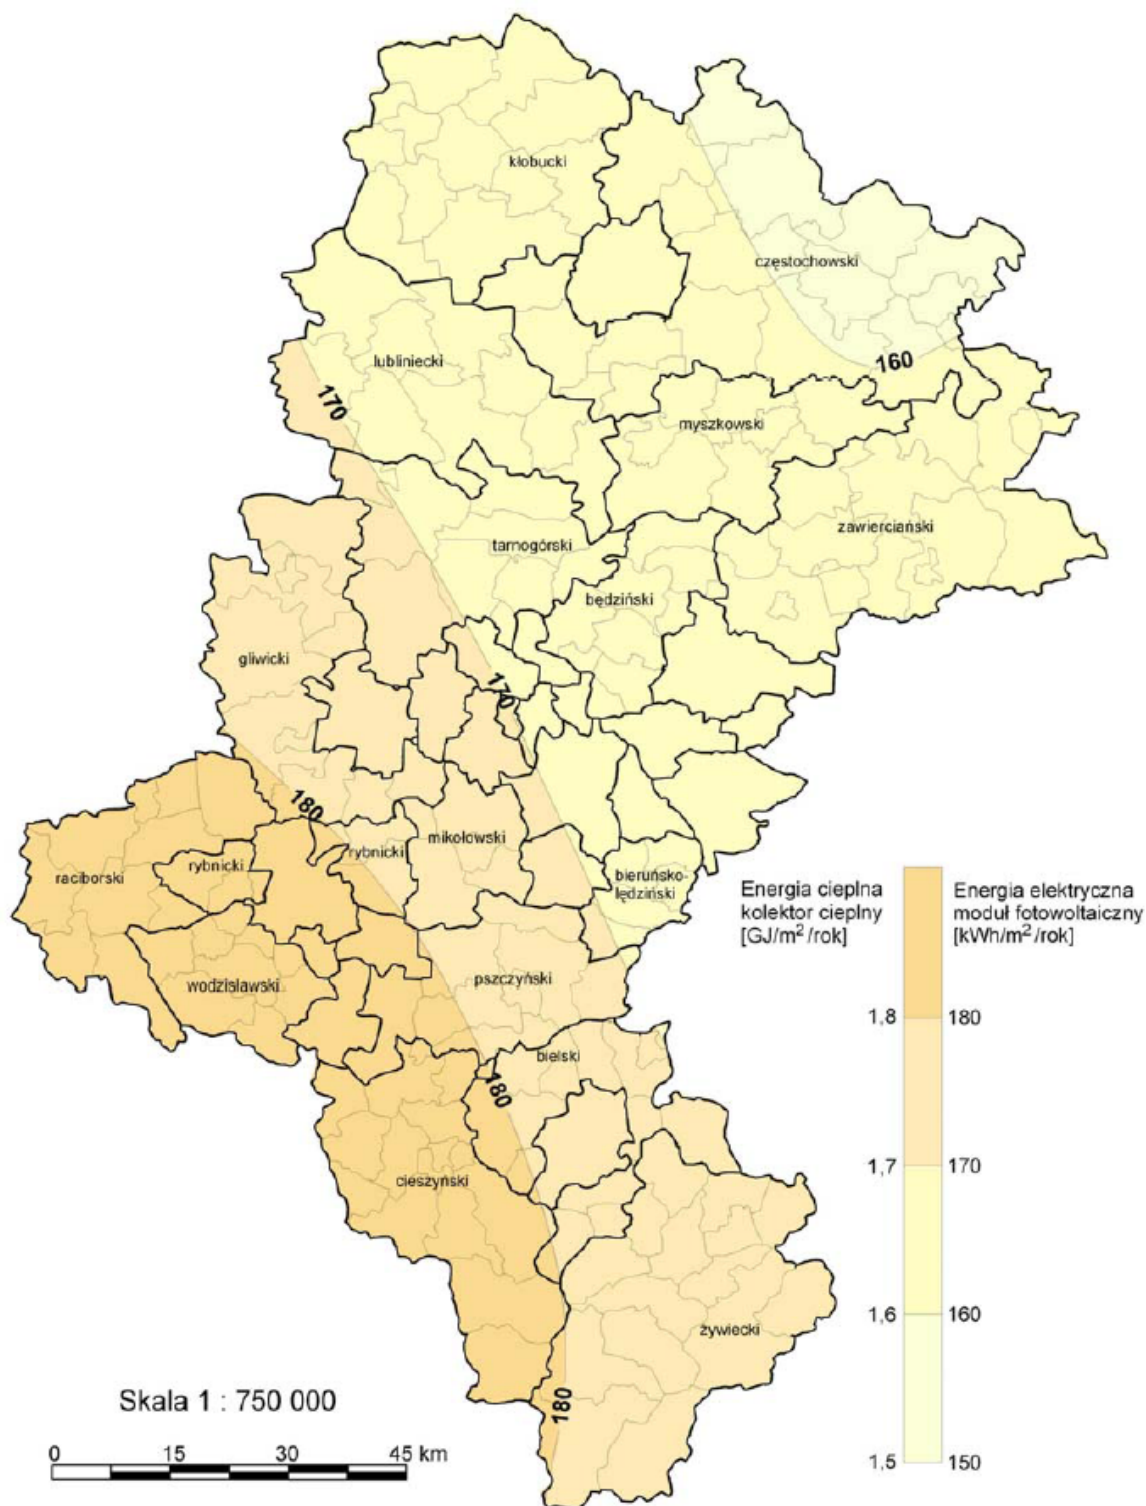 kłobucki
częstochowski
160
lubliniecki
170
myszkowski
zawierciański
tarnogórski
będziński
gliwicki
170
180
mikołowski
rybnicki
rybnicki
raciborski
bieruńsko-
lędziński
pszczyński
wodzisławski
bielski
180
cieszyński
żywiecki
180
Energia cieplna
kolektor cieplny
[GJ/m²/rok]
Energia elektryczna
moduł fotowoltaiczny
[kWh/m²/rok]
1,8 180
1,7 170
1,6 160
1,5 150
Skala 1 : 750 000
0 15 30 45 km